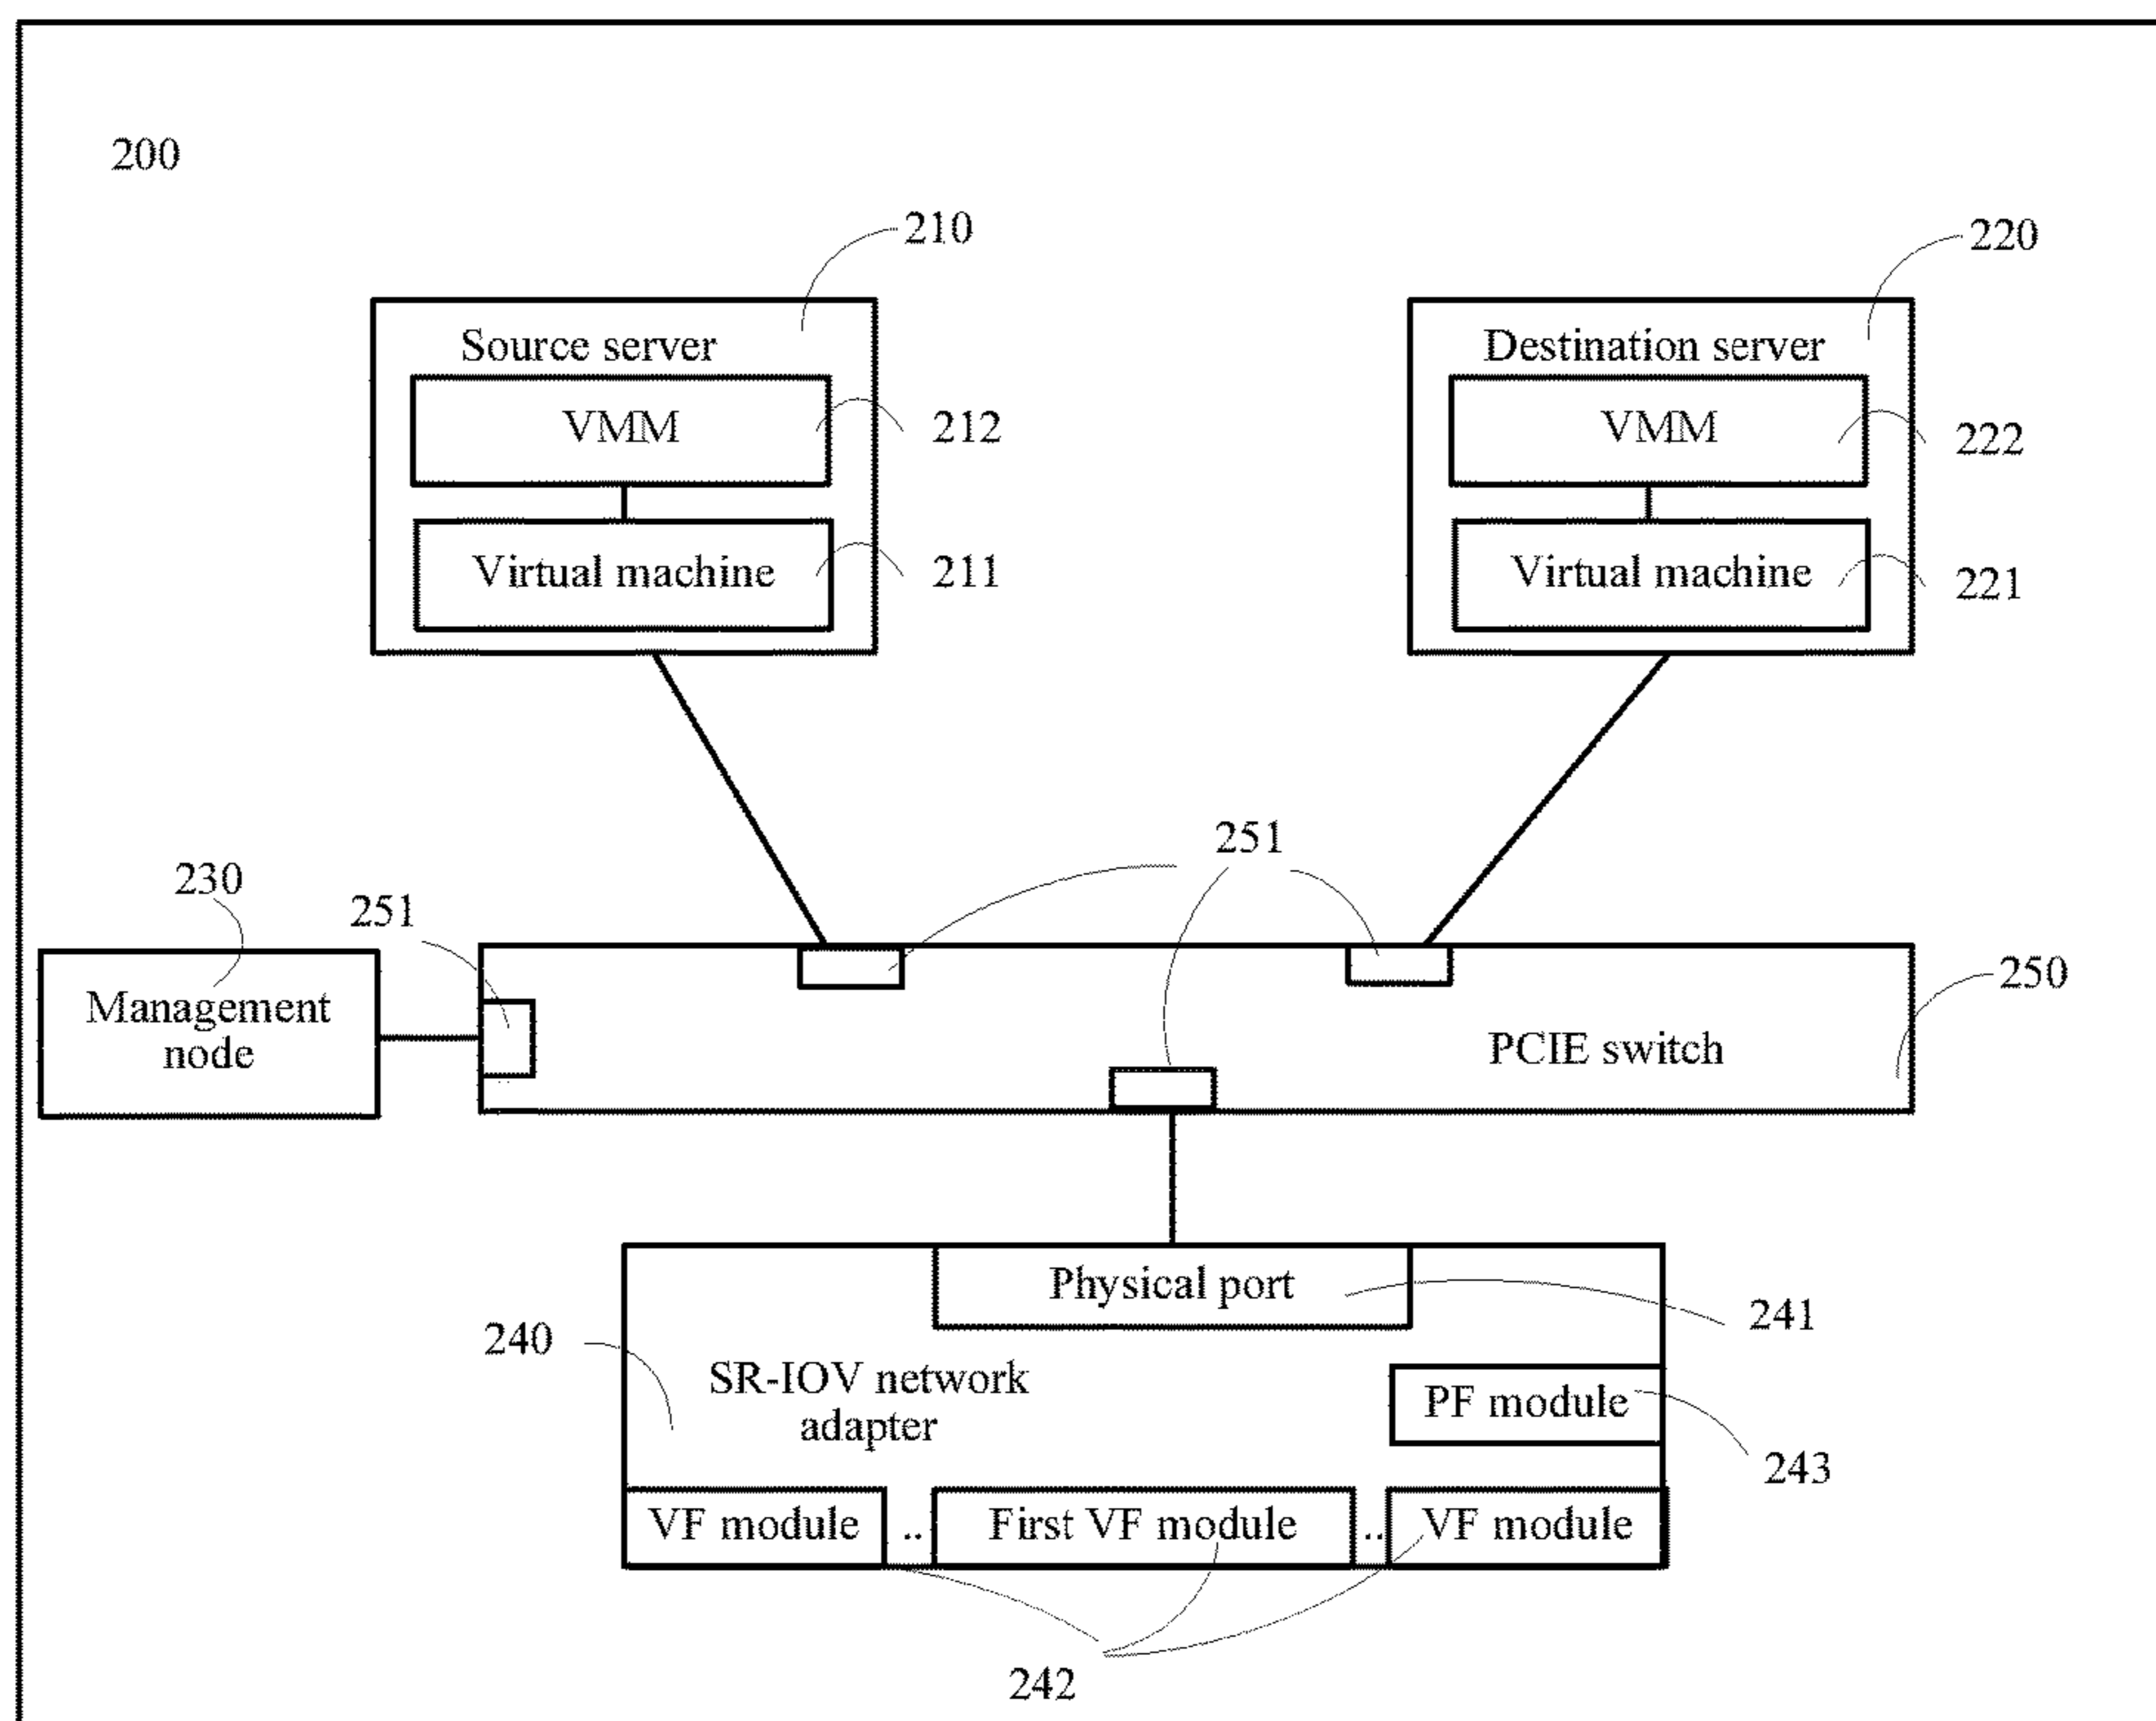 200
210
220
Source server
Destination server
VMM
212
VMM
222
Virtual machine
211
Virtual machine
221
251
230
251
250
Management
node
PCIE switch
Physical port
241
240
SR-IOV network
adapter
PF module
243
VF module
..
First VF module
..
VF module
242